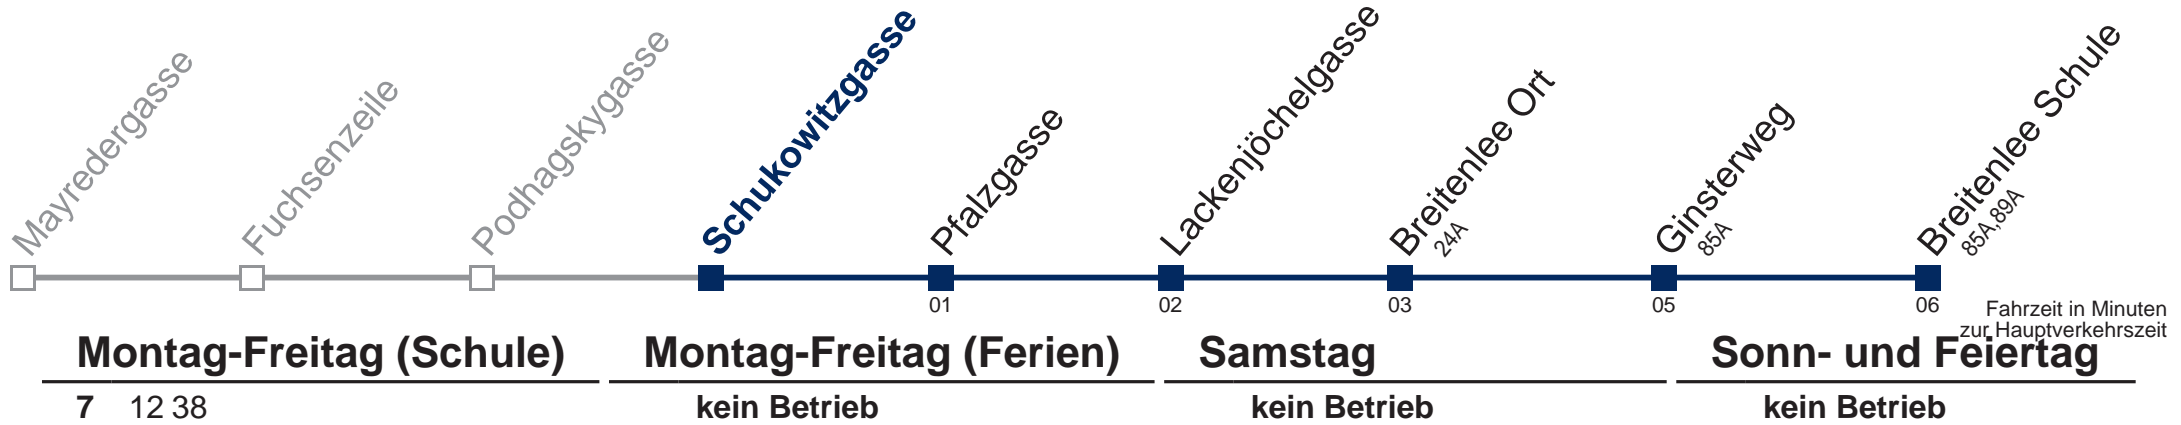 Mayredergasse
Fuchsenzeile
Podhagskygasse
Schukowitzgasse
Pfalzgasse
Lackenjöchelgasse
Breitenlee Ort
24A
Ginsterweg
85A
Breitenlee Schule
85A,89A
01
02
03
05
06
Fahrzeit in Minuten
zur Hauptverkehrszeit
Montag-Freitag (Schule)
Montag-Freitag (Ferien)
Samstag
Sonn- und Feiertag
7 12 38
kein Betrieb
kein Betrieb
kein Betrieb